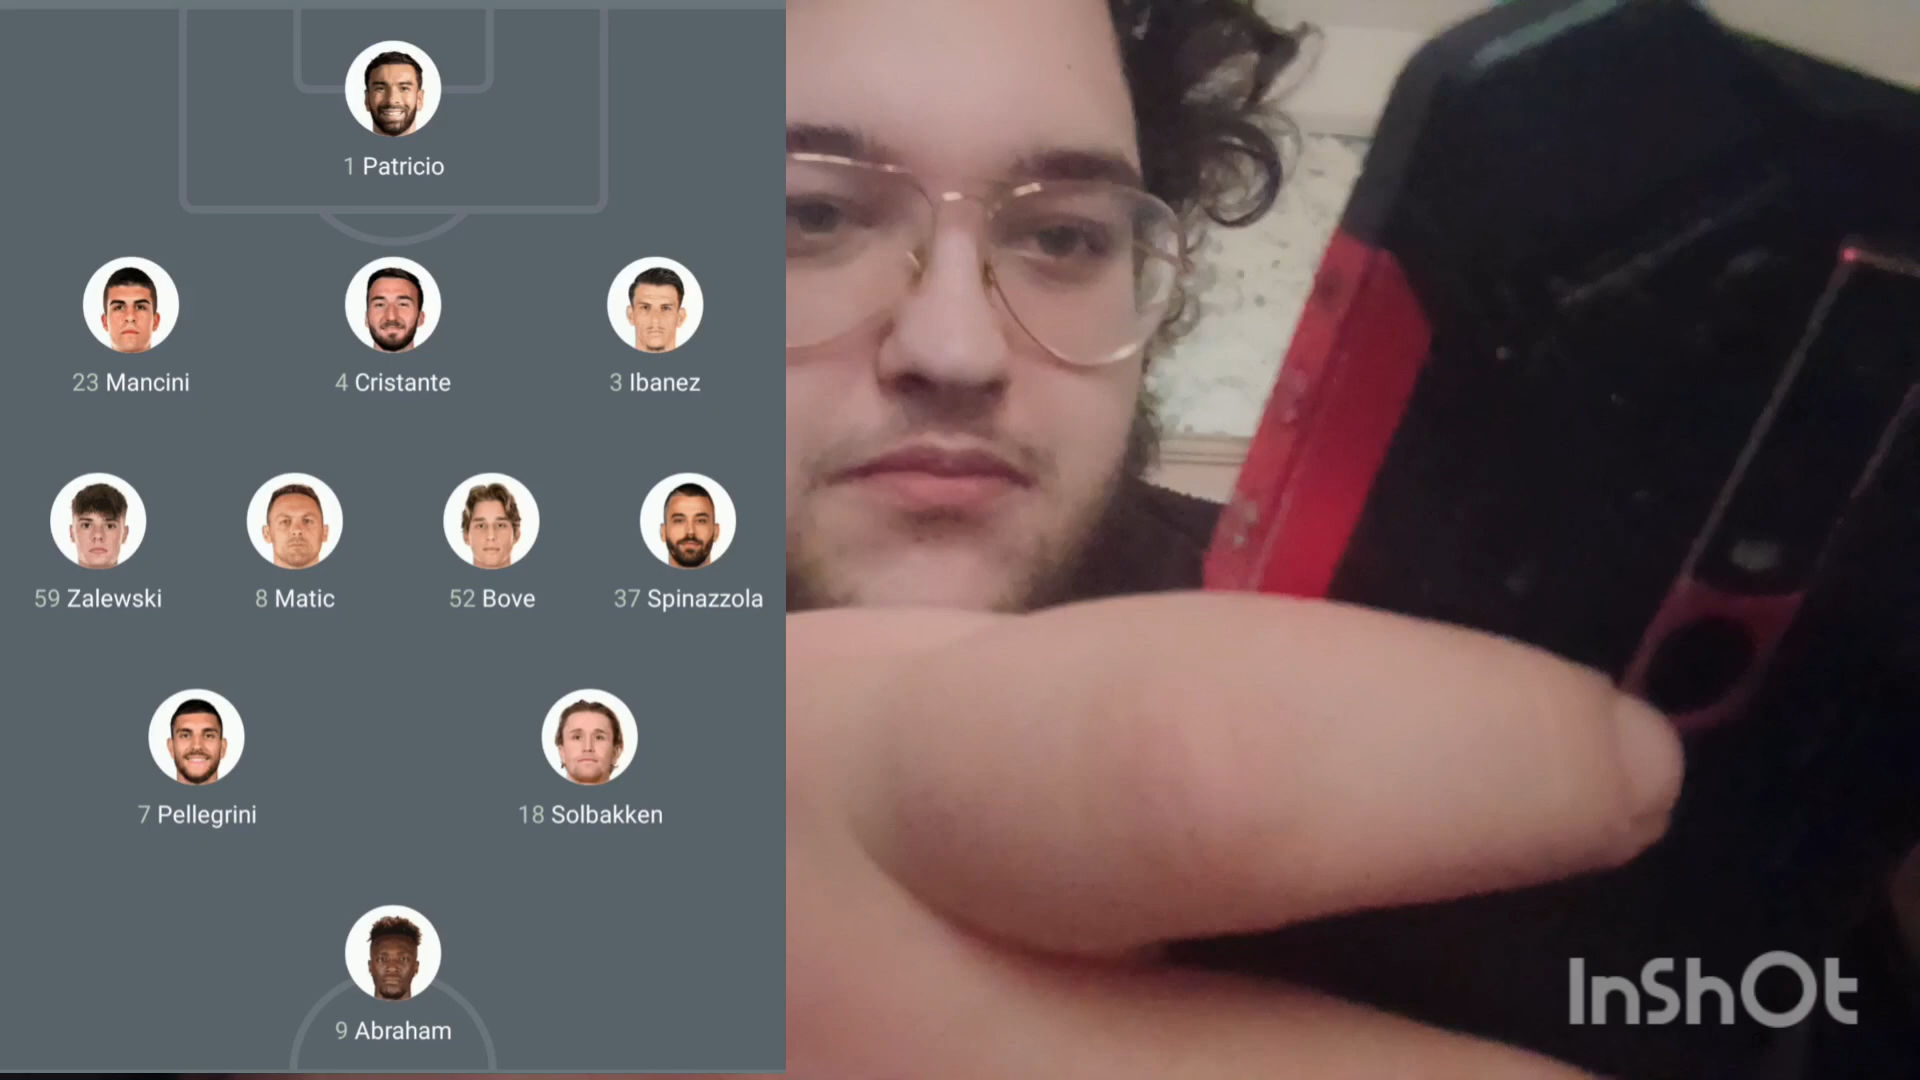 1 Patricio
23 Mancini
4 Cristante
3 Ibanez
59 Zalewski
8 Matic
52 Bove
37 Spinazzola
7 Pellegrini
18 Solbakken
9 Abraham
InShOt